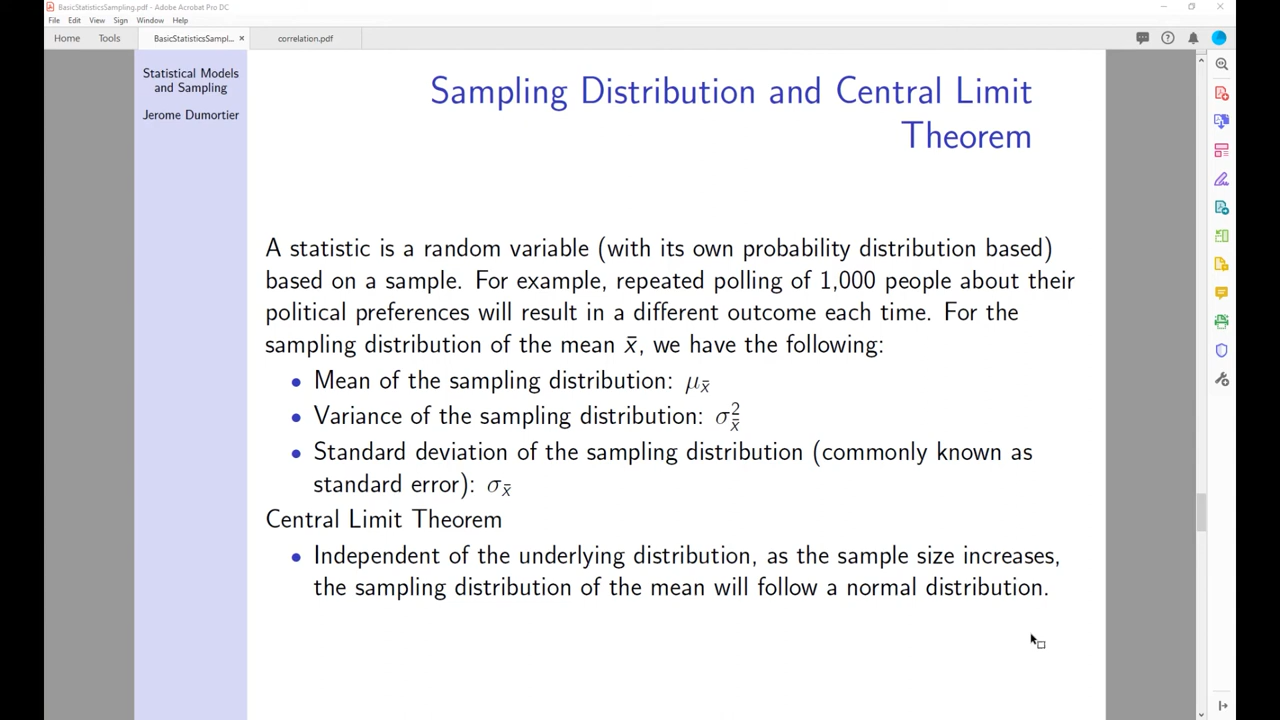 BasicStatisticsSampling.pdf - Adobe Acrobat Pro DC
File Edit View Sign Window Help
Home Tools BasicStatisticsSampl... × correlation.pdf
Statistical Models
and Sampling
Jerome Dumortier
Sampling Distribution and Central Limit
Theorem
A statistic is a random variable (with its own probability distribution based)
based on a sample. For example, repeated polling of 1,000 people about their
political preferences will result in a different outcome each time. For the
sampling distribution of the mean x̄, we have the following:
• Mean of the sampling distribution: μ_x̄
• Variance of the sampling distribution: σ²_x̄
• Standard deviation of the sampling distribution (commonly known as
standard error): σ_x̄
Central Limit Theorem
• Independent of the underlying distribution, as the sample size increases,
the sampling distribution of the mean will follow a normal distribution.